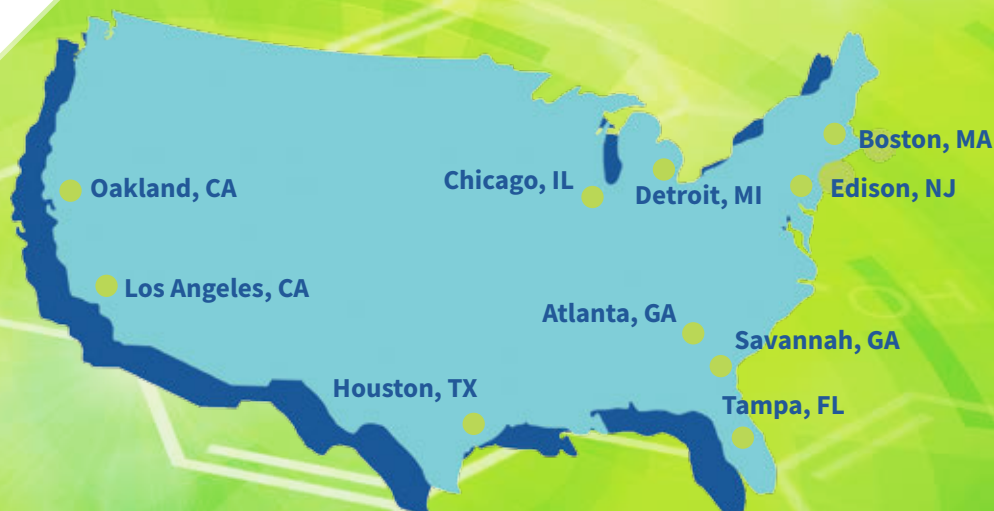 Boston, MA
Chicago, IL
Detroit, MI
Edison, NJ
Oakland, CA
Los Angeles, CA
Atlanta, GA
Savannah, GA
Houston, TX
Tampa, FL